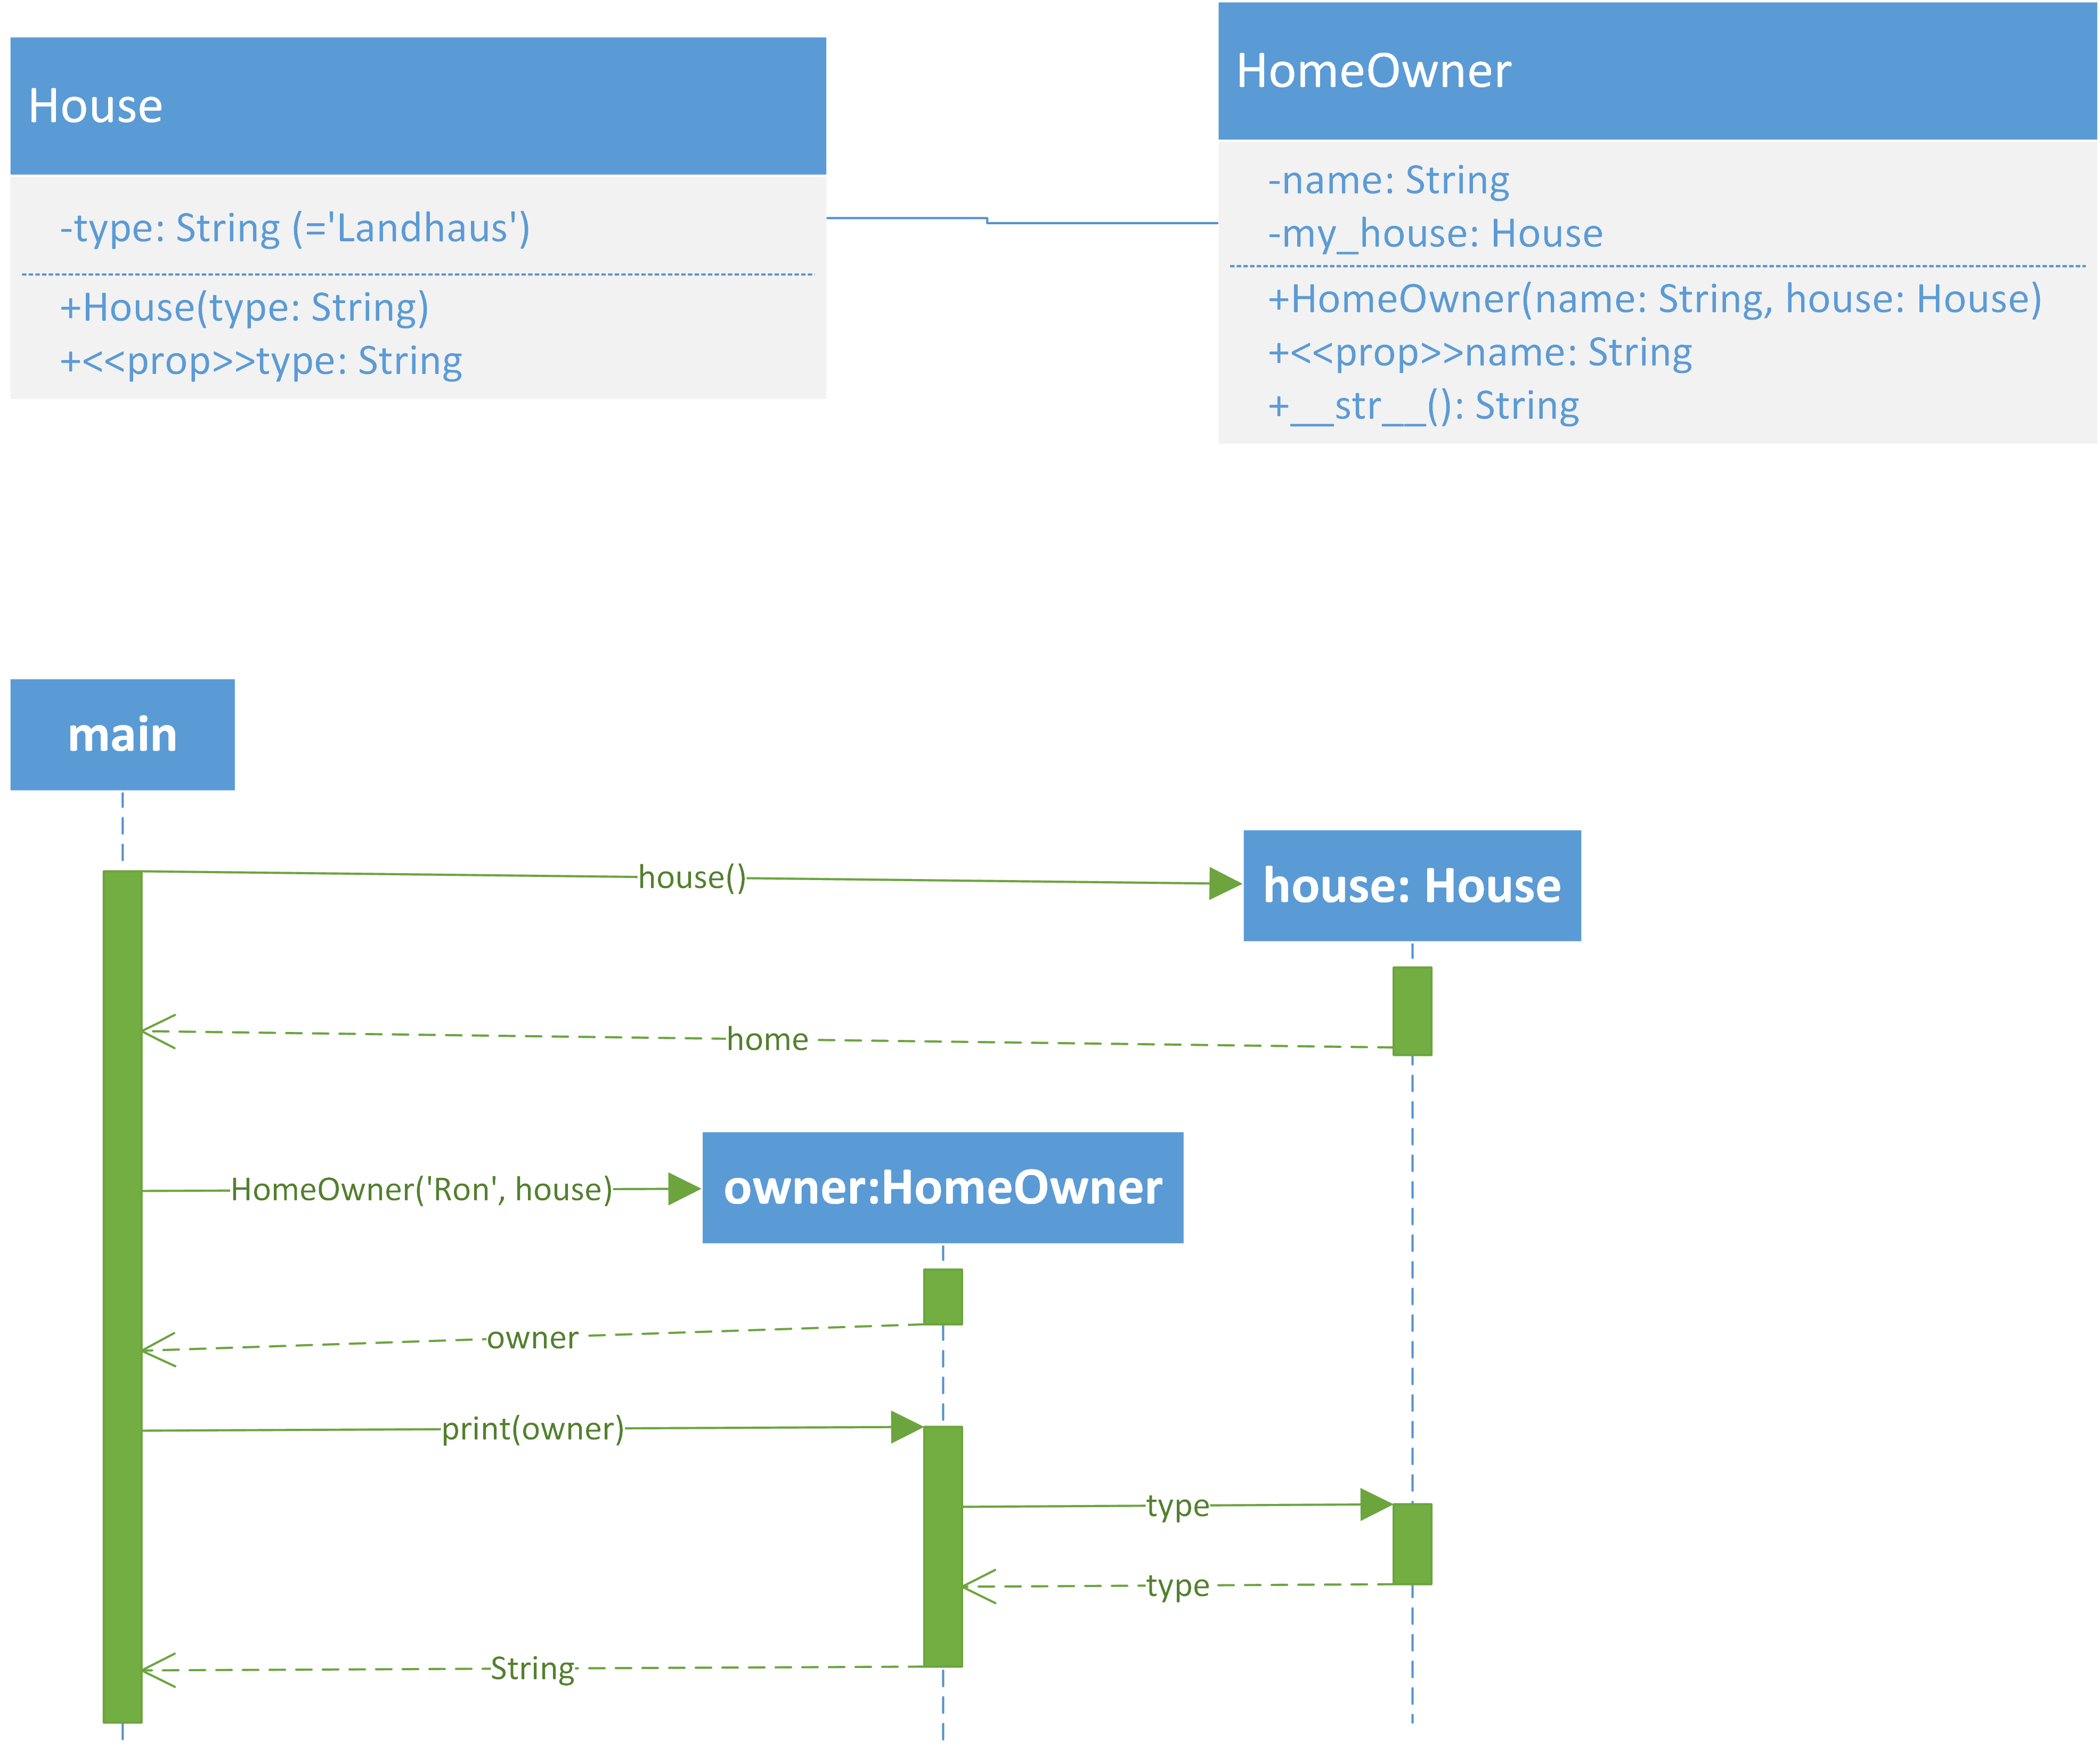 House
-type: String (='Landhaus')
+House(type: String)
+<<prop>>type: String
HomeOwner
-name: String
-my_house: House
+HomeOwner(name: String, house: House)
+<<prop>>name: String
+__str__(): String
main
house()
house: House
home
HomeOwner('Ron', house)
owner:HomeOwner
owner
print(owner)
type
type
String